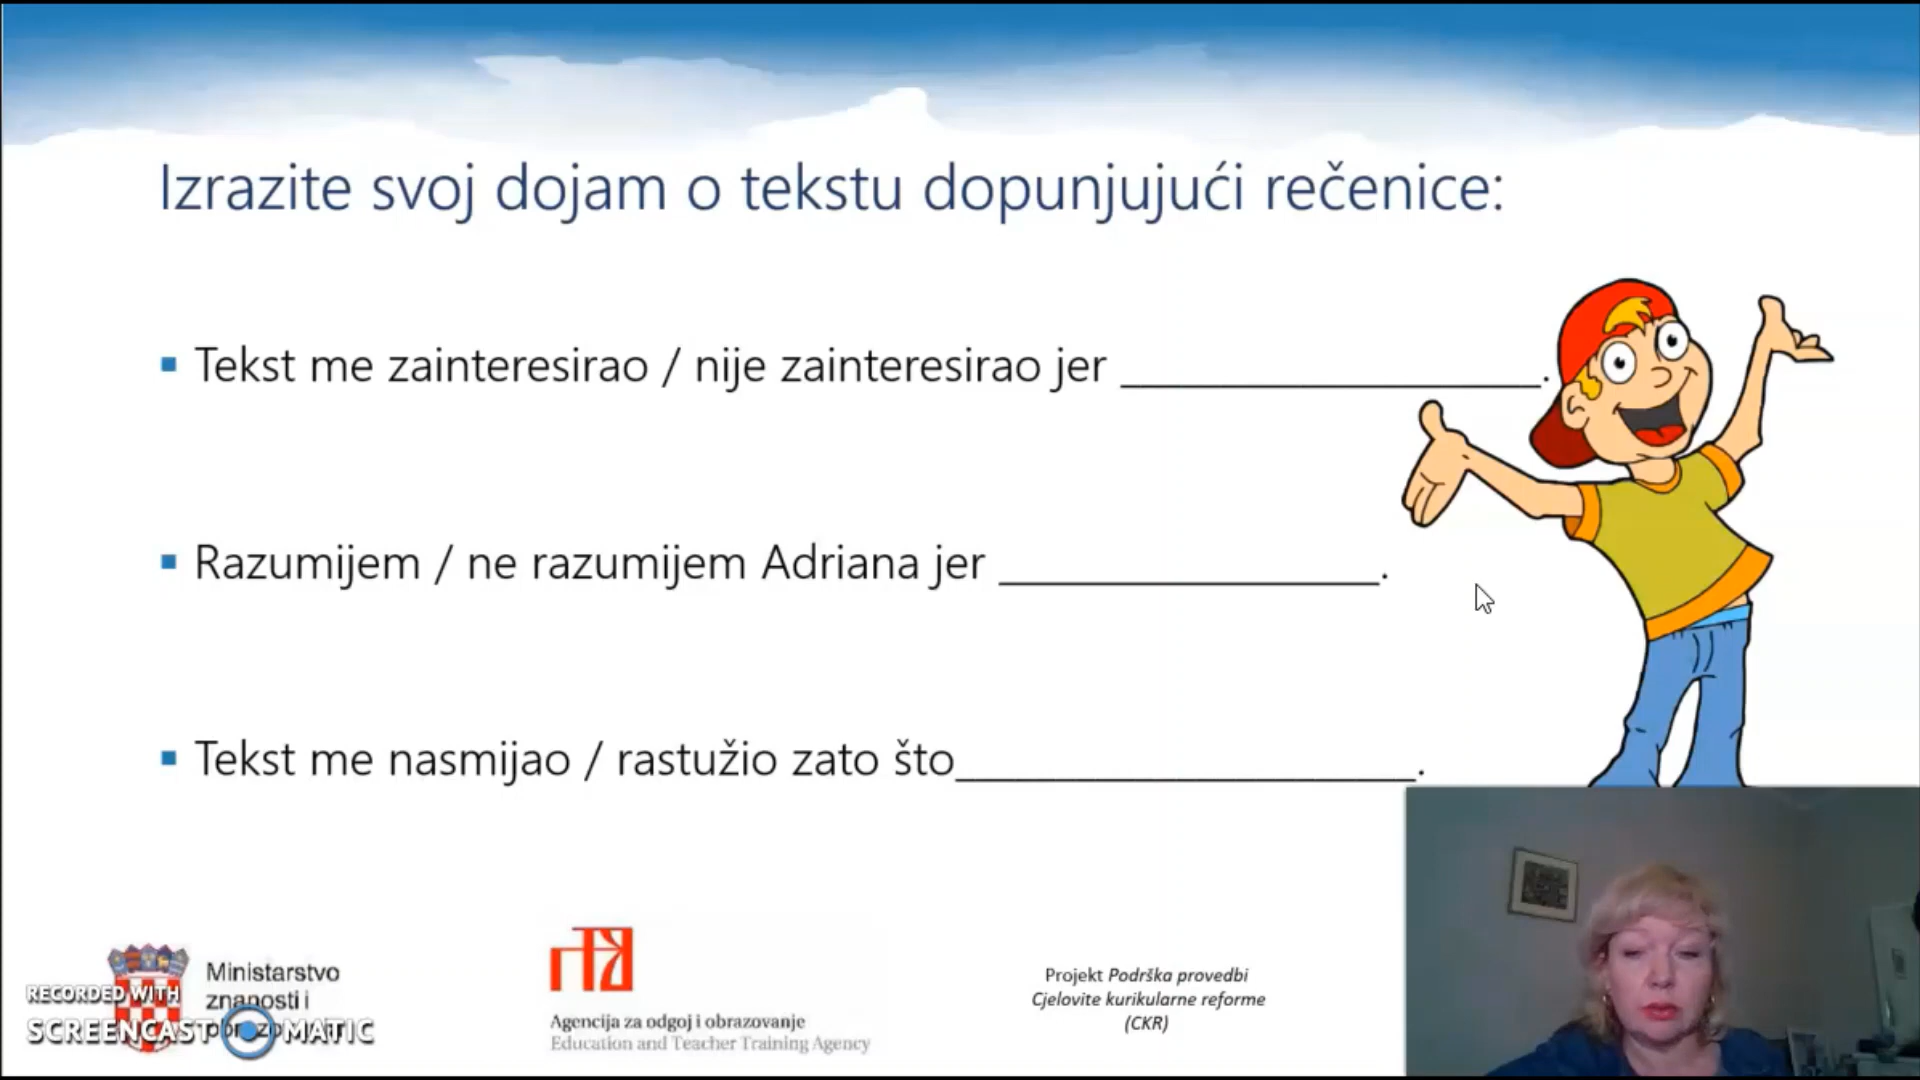 Izrazite svoj dojam o tekstu dopunjujući rečenice:
▪ Tekst me zainteresirao / nije zainteresirao jer _________________.
▪ Razumijem / ne razumijem Adriana jer _______________.
▪ Tekst me nasmijao / rastužio zato što__________________.
Ministarstvo
znanosti i
RECORDED WITH
SCREENCAST O MATIC
Agencija za odgoj i obrazovanje
Education and Teacher Training Agency
Projekt Podrška provedbi
Cjelovite kurikularne reforme
(CKR)